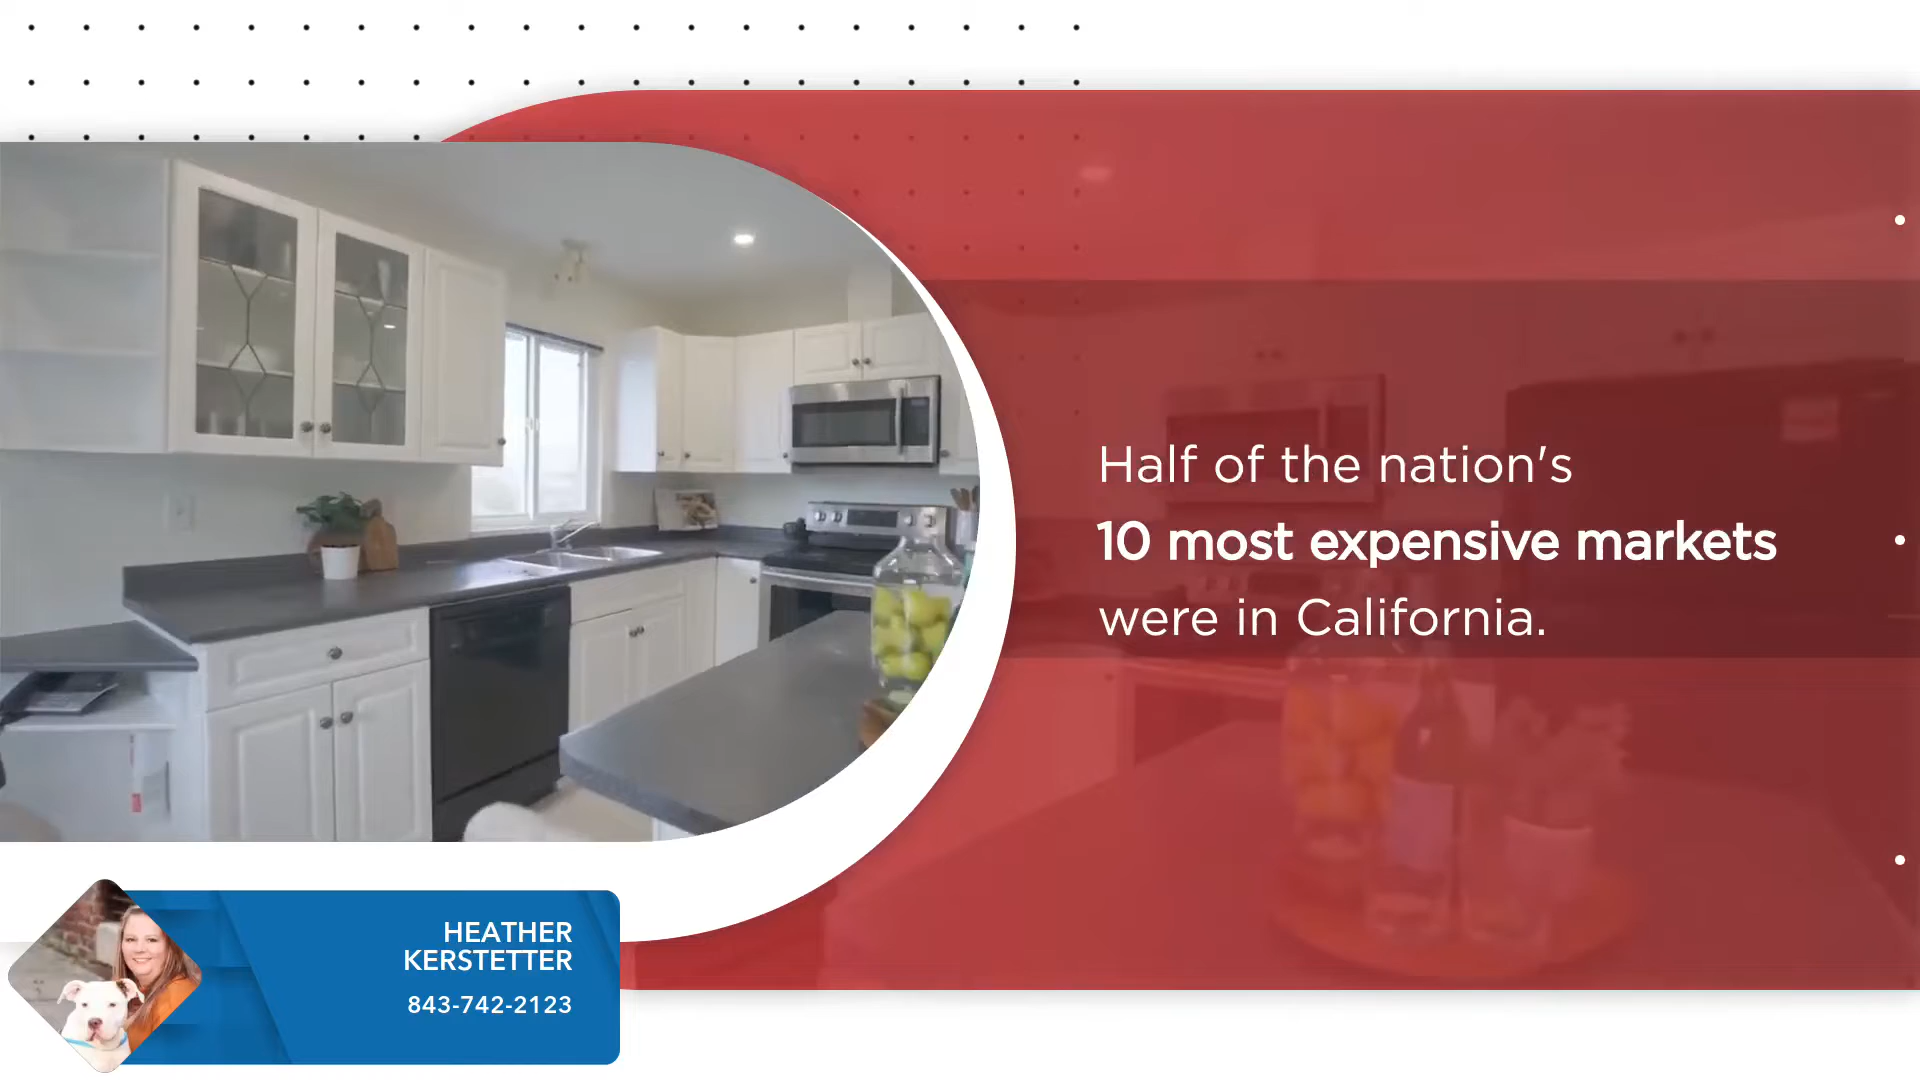 Half of the nation's
10 most expensive markets
were in California.
HEATHER
KERSTETTER
843-742-2123